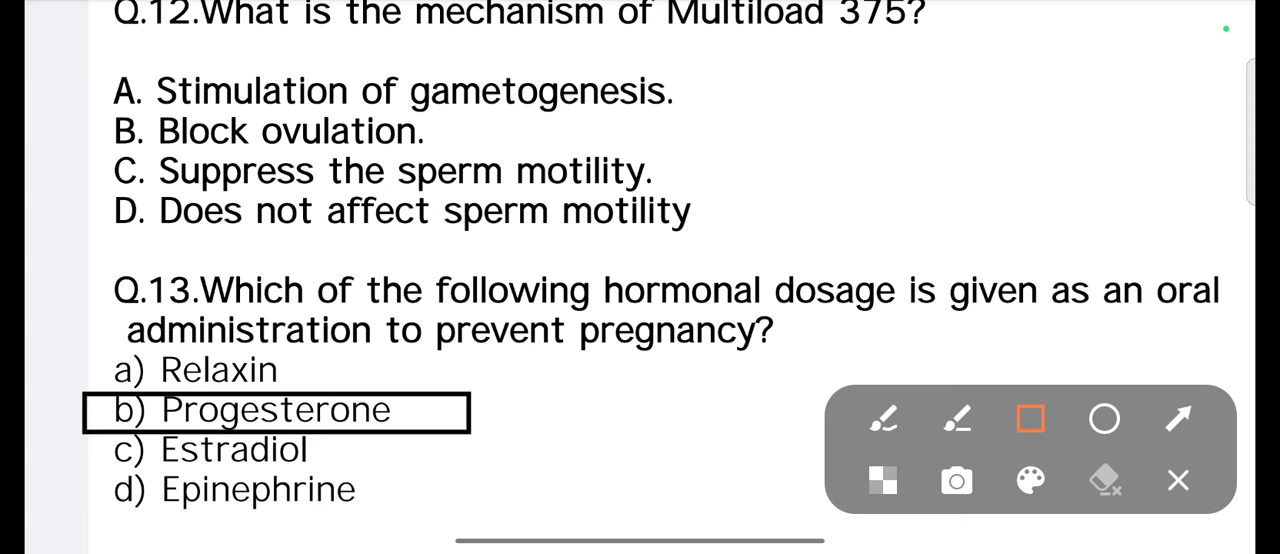 Q.12.What is the mechanism of Multiload 375?
A. Stimulation of gametogenesis.
B. Block ovulation.
C. Suppress the sperm motility.
D. Does not affect sperm motility
Q.13.Which of the following hormonal dosage is given as an oral
administration to prevent pregnancy?
a) Relaxin
b) Progesterone
c) Estradiol
d) Epinephrine